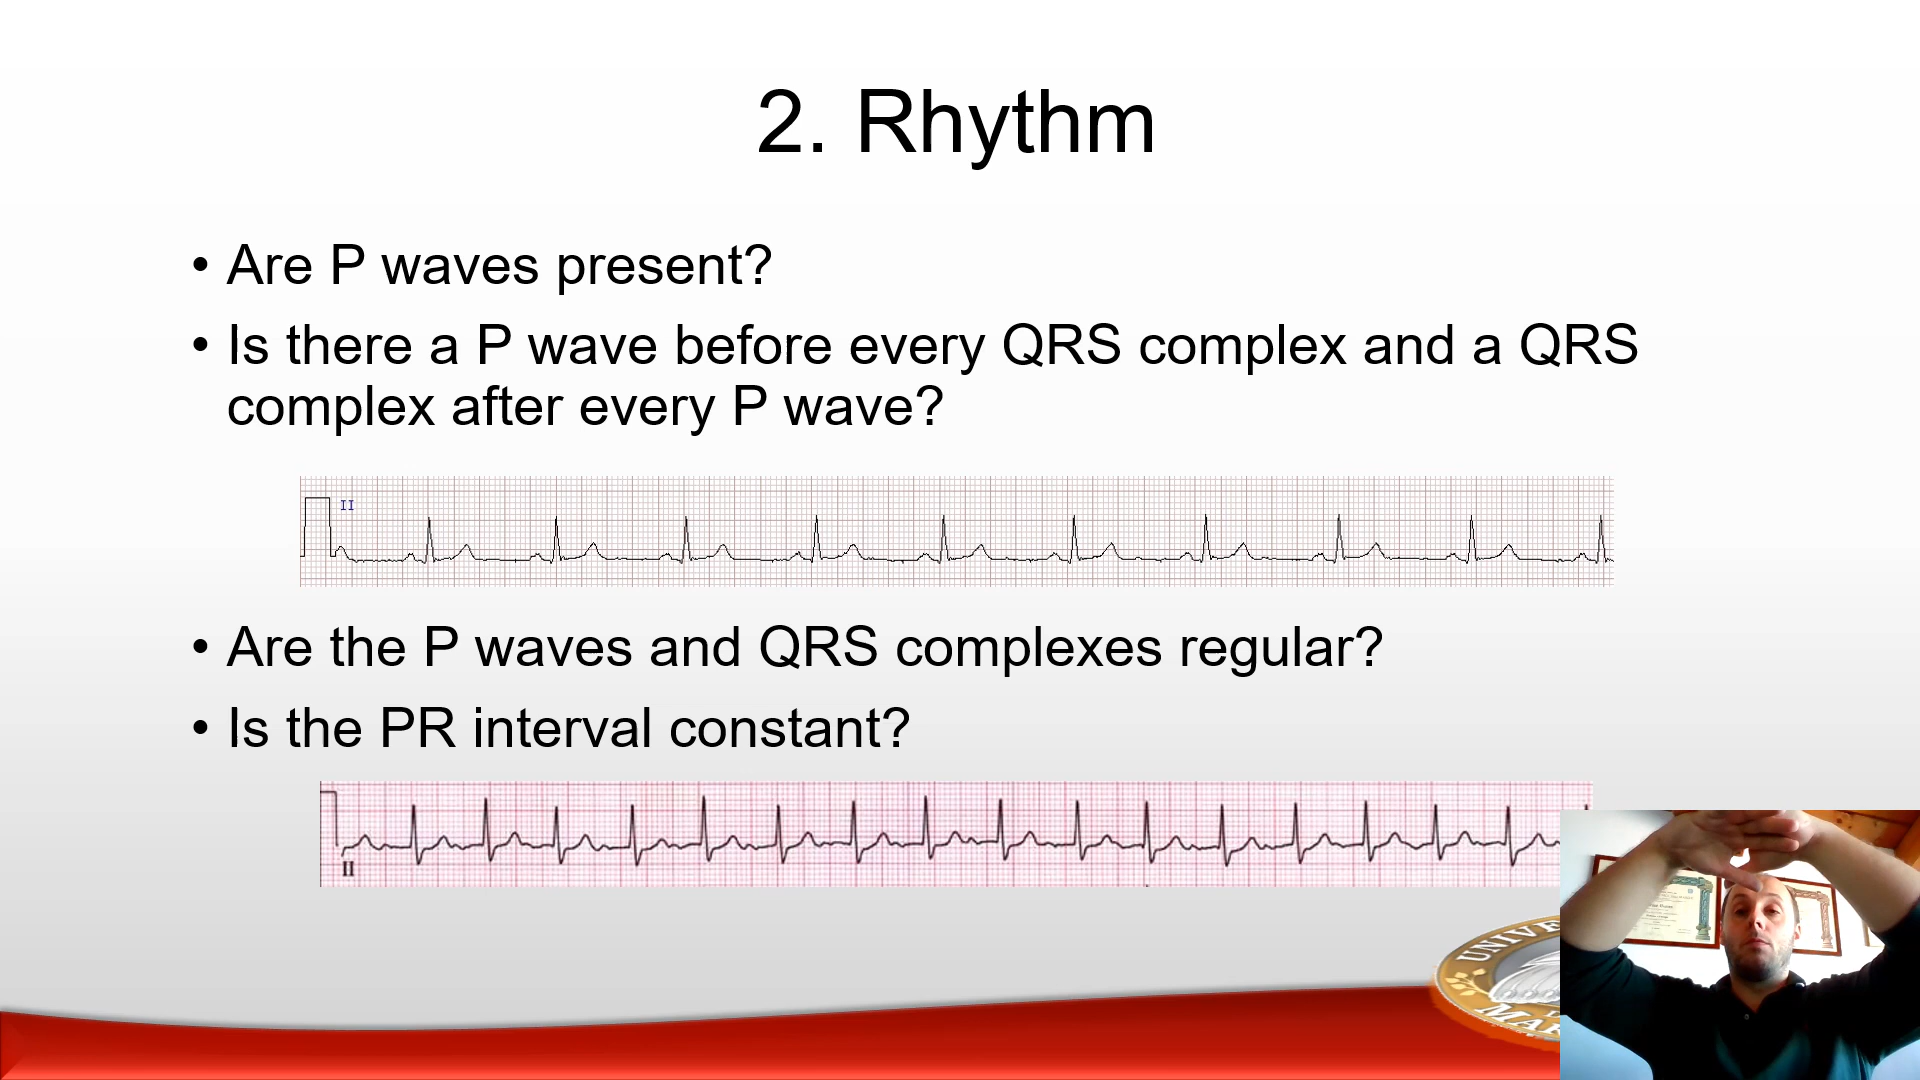 2. Rhythm
• Are P waves present?
• Is there a P wave before every QRS complex and a QRS
complex after every P wave?
II
• Are the P waves and QRS complexes regular?
• Is the PR interval constant?
II